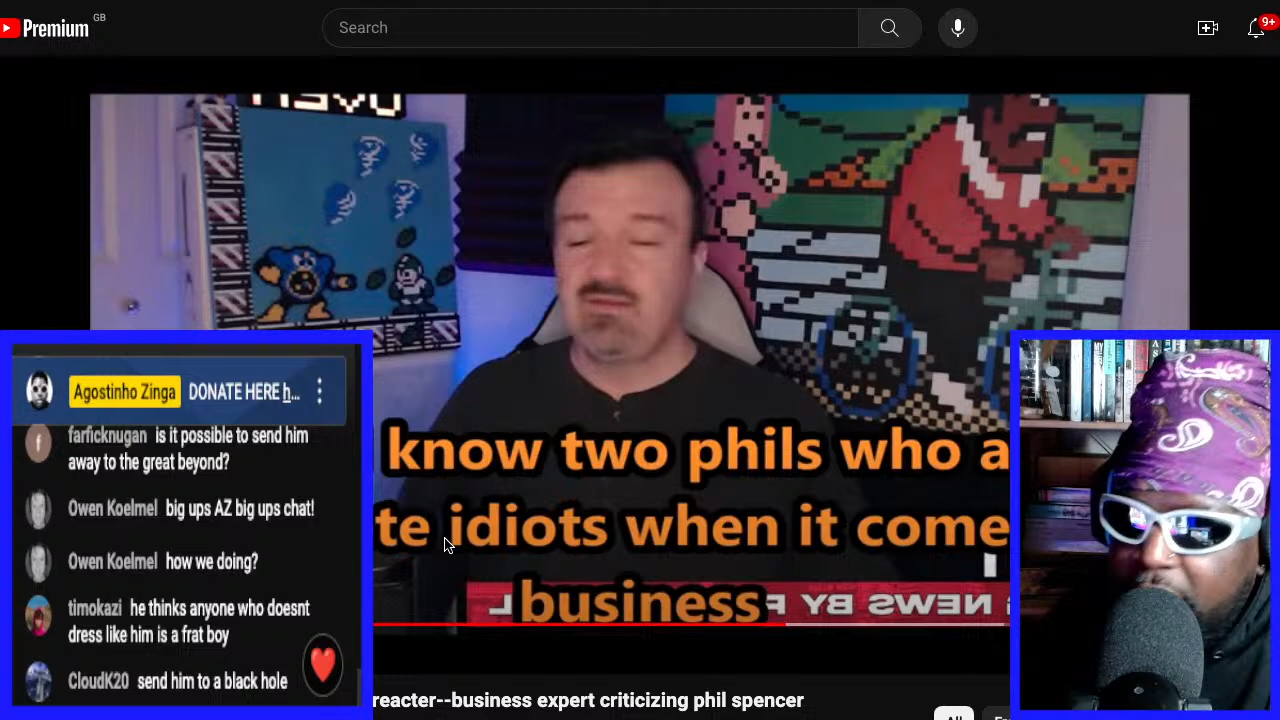 Premium GB
Search
9+
know two phils who a
te idiots when it come
business
NEWS BY
Agostinho Zinga DONATE HERE h...
farficknugan is it possible to send him
away to the great beyond?
Owen Koelmel big ups AZ big ups chat!
Owen Koelmel how we doing?
timokazi he thinks anyone who doesnt
dress like him is a frat boy
CloudK20 send him to a black hole
reacter--business expert criticizing phil spencer
All